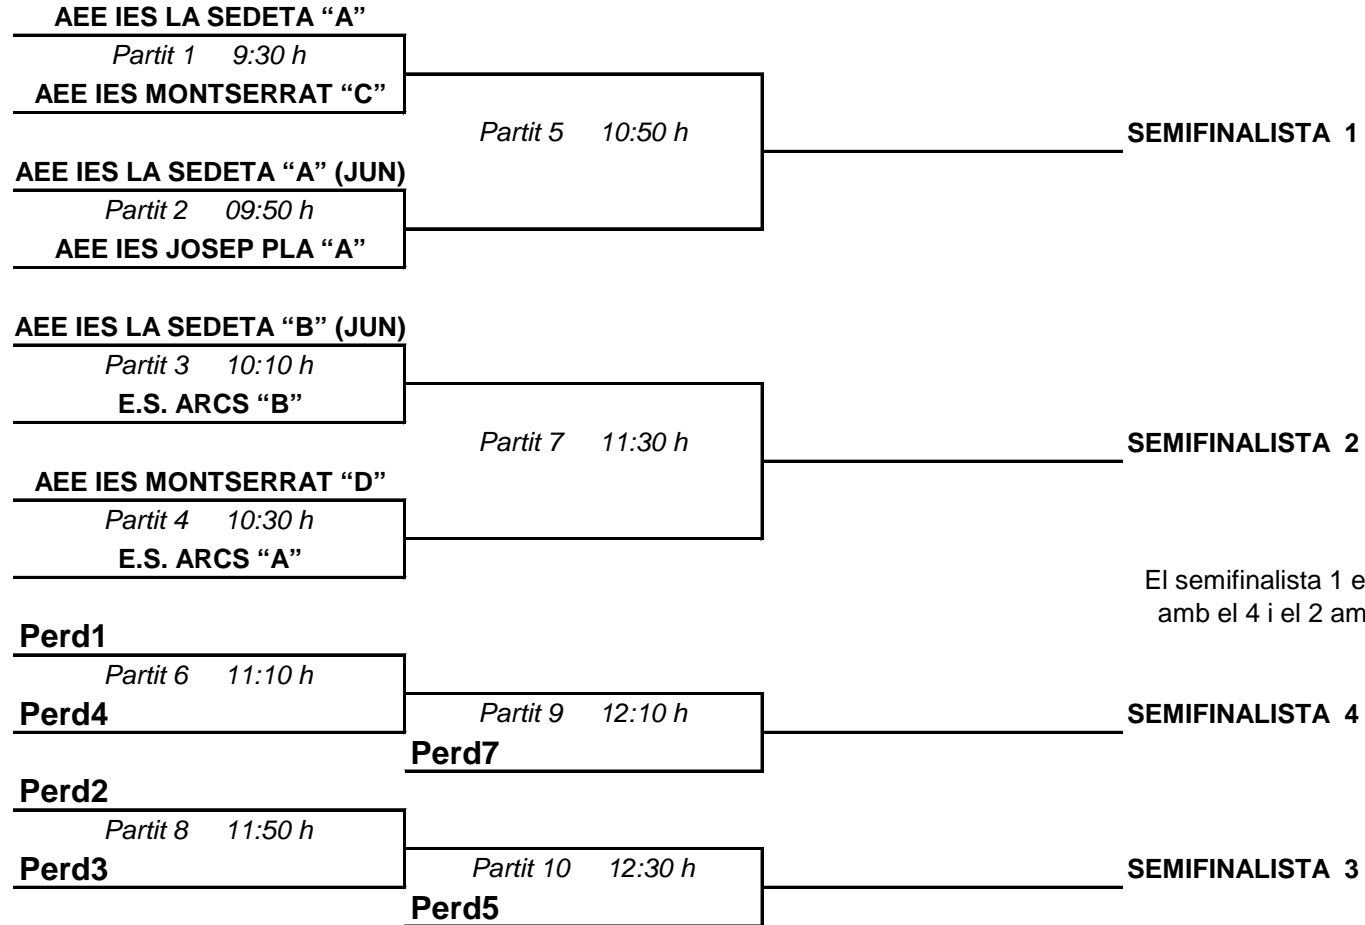 AEE IES LA SEDETA “A”
Partit 1 9:30 h
AEE IES MONTSERRAT “C”
Partit 5 10:50 h
SEMIFINALISTA 1
AEE IES LA SEDETA “A” (JUN)
Partit 2 09:50 h
AEE IES JOSEP PLA “A”
AEE IES LA SEDETA “B” (JUN)
Partit 3 10:10 h
E.S. ARCS “B”
Partit 7 11:30 h
SEMIFINALISTA 2
AEE IES MONTSERRAT “D”
Partit 4 10:30 h
E.S. ARCS “A”
El semifinalista 1 e
amb el 4 i el 2 am
Perd1
Partit 6 11:10 h
Perd4
Partit 9 12:10 h
SEMIFINALISTA 4
Perd7
Perd2
Partit 8 11:50 h
Perd3
Partit 10 12:30 h
SEMIFINALISTA 3
Perd5